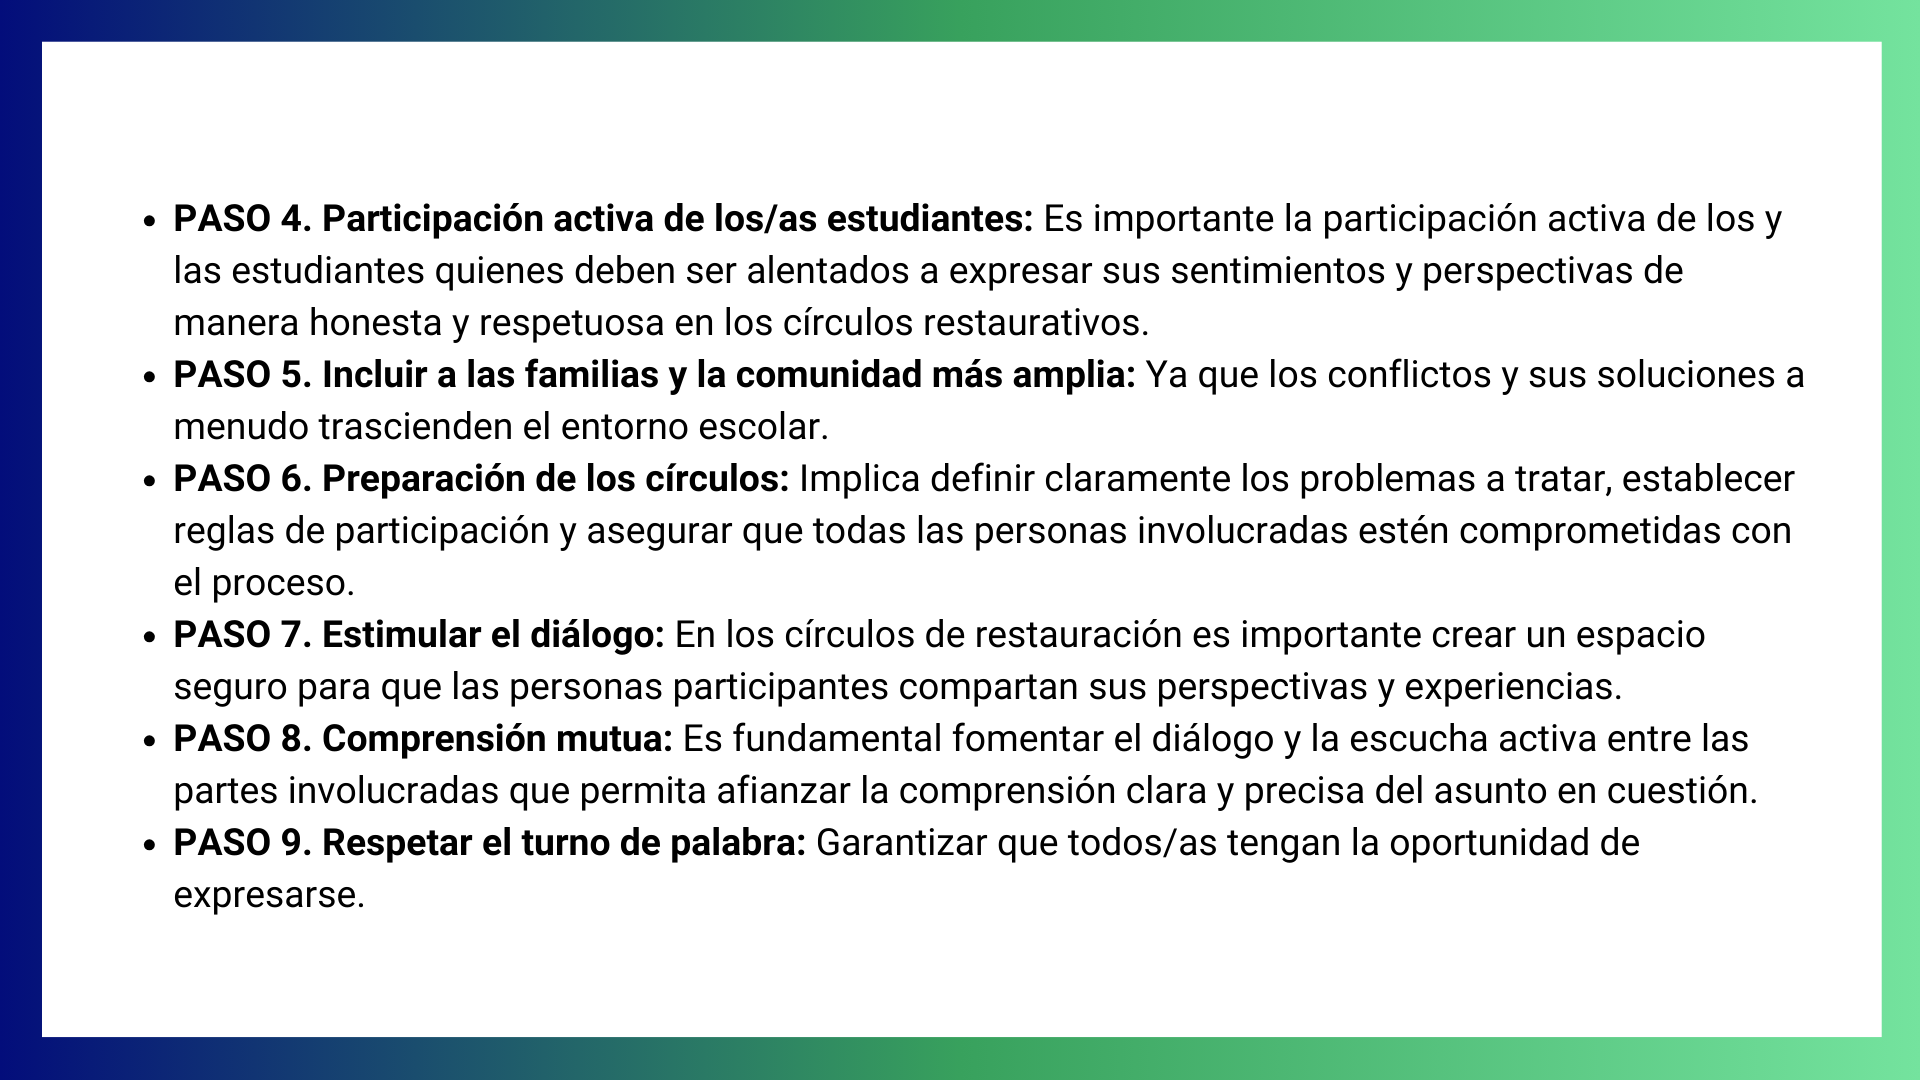 • PASO 4. Participación activa de los/as estudiantes: Es importante la participación activa de los y
las estudiantes quienes deben ser alentados a expresar sus sentimientos y perspectivas de
manera honesta y respetuosa en los círculos restaurativos.
• PASO 5. Incluir a las familias y la comunidad más amplia: Ya que los conflictos y sus soluciones a
menudo trascienden el entorno escolar.
• PASO 6. Preparación de los círculos: Implica definir claramente los problemas a tratar, establecer
reglas de participación y asegurar que todas las personas involucradas estén comprometidas con
el proceso.
• PASO 7. Estimular el diálogo: En los círculos de restauración es importante crear un espacio
seguro para que las personas participantes compartan sus perspectivas y experiencias.
• PASO 8. Comprensión mutua: Es fundamental fomentar el diálogo y la escucha activa entre las
partes involucradas que permita afianzar la comprensión clara y precisa del asunto en cuestión.
• PASO 9. Respetar el turno de palabra: Garantizar que todos/as tengan la oportunidad de
expresarse.